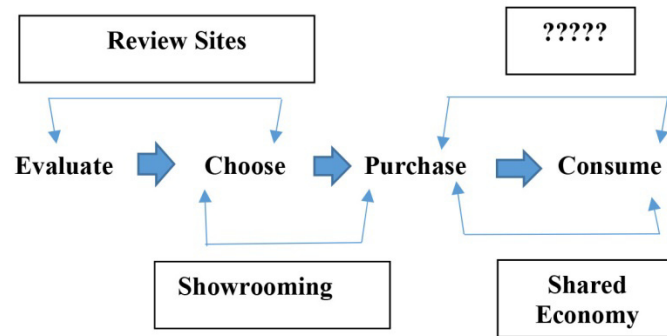 Review Sites
?????
Evaluate Choose Purchase Consume
Showrooming
Shared
Economy